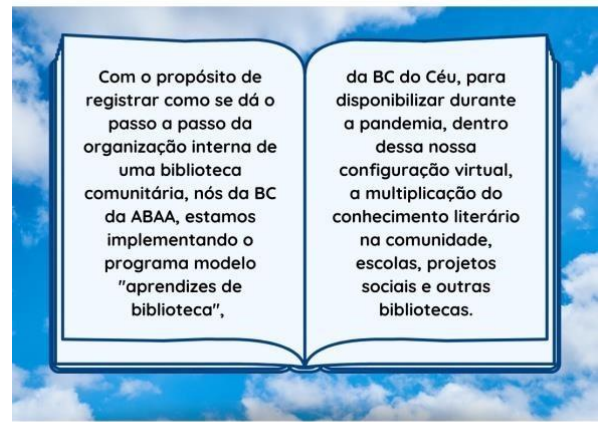 Com o propósito de
registrar como se dá o
passo a passo da
organização interna de
uma biblioteca
comunitária, nós da BC
da ABAA, estamos
implementando o
programa modelo
"aprendizes de
biblioteca",
da BC do Céu, para
disponibilizar durante
a pandemia, dentro
dessa nossa
configuração virtual,
a multiplicação do
conhecimento literário
na comunidade,
escolas, projetos
sociais e outras
bibliotecas.